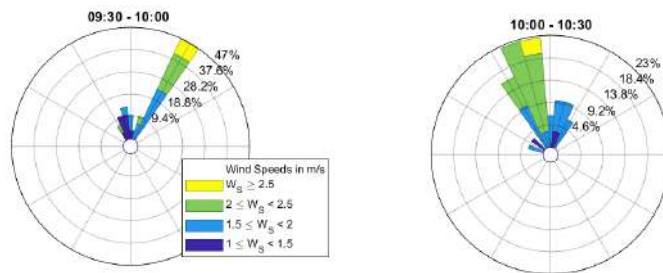 09:30 - 10:00
47%
37.6%
28.2%
18.8%
9.4%
Wind Speeds in m/s
W_S ≥ 2.5
2 ≤ W_S < 2.5
1.5 ≤ W_S < 2
1 ≤ W_S < 1.5
10:00 - 10:30
23%
18.4%
13.8%
9.2%
4.6%